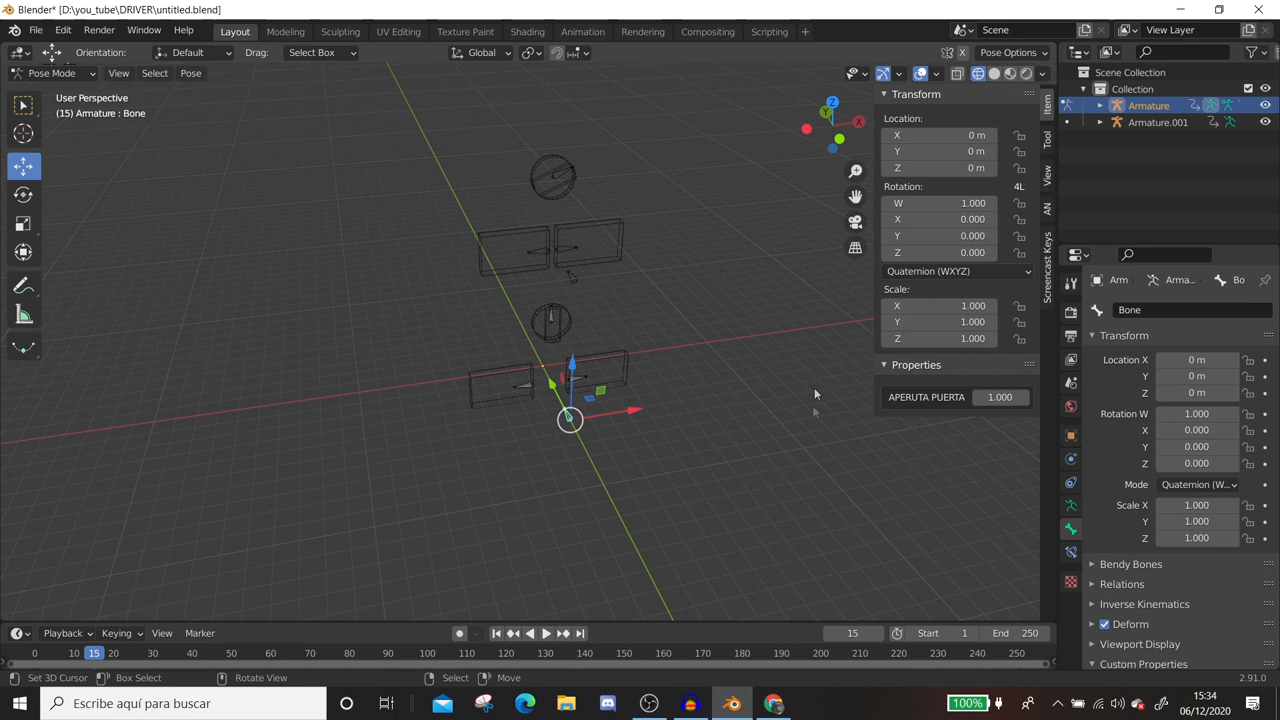 Blender* [D:\you_tube\DRIVER\untitled.blend]
File Edit Render Window Help Layout Modeling Sculpting UV Editing Texture Paint Shading Animation Rendering Compositing Scripting + Scene View Layer
Orientation: Default Drag: Select Box Global X Pose Options
Pose Mode View Select Pose
User Perspective
(15) Armature : Bone
Z
Y
X
Transform
Location:
X 0 m
Y 0 m
Z 0 m
Rotation: 4L
W 1.000
X 0.000
Y 0.000
Z 0.000
Quaternion (WXYZ)
Scale:
X 1.000
Y 1.000
Z 1.000
Properties
APERUTA PUERTA 1.000
Item
Tool
View
AN
Screencast Keys
Scene Collection
Collection
Armature
Armature.001
Arm Arma... Bo
Bone
Transform
Location X 0 m
Y 0 m
Z 0 m
Rotation W 1.000
X 0.000
Y 0.000
Z 0.000
Mode Quaternion (W...
Scale X 1.000
Y 1.000
Z 1.000
Bendy Bones
Relations
Inverse Kinematics
Deform
Viewport Display
Custom Properties
Playback Keying View Marker 15 Start 1 End 250
0 10 15 20 30 40 50 60 70 80 90 100 110 120 130 140 150 160 170 180 190 200 210 220 230 240 250
Set 3D Cursor Box Select Rotate View Select Move 2.91.0
Escribe aquí para buscar 100% 15:34
06/12/2020